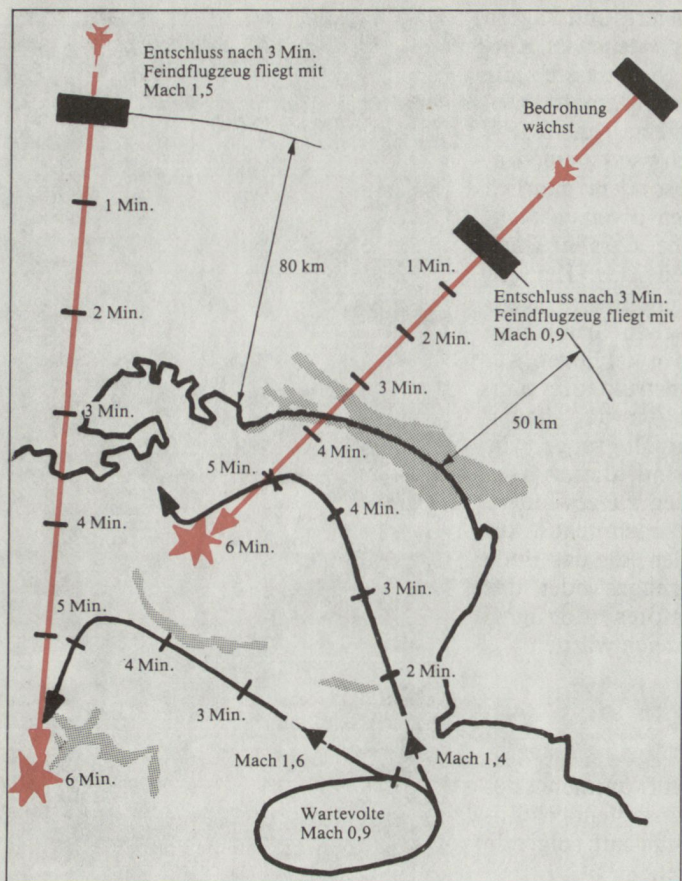 Entschluss nach 3 Min.
Feindflugzeug fliegt mit
Mach 1,5
Bedrohung
wächst
1 Min.
80 km
1 Min.
Entschluss nach 3 Min.
Feindflugzeug fliegt mit
Mach 0,9
2 Min.
2 Min.
3 Min.
3 Min.
50 km
4 Min.
5 Min.
4 Min.
4 Min.
6 Min.
3 Min.
5 Min.
4 Min.
2 Min.
3 Min.
Mach 1,6
Mach 1,4
6 Min.
Wartevolte
Mach 0,9